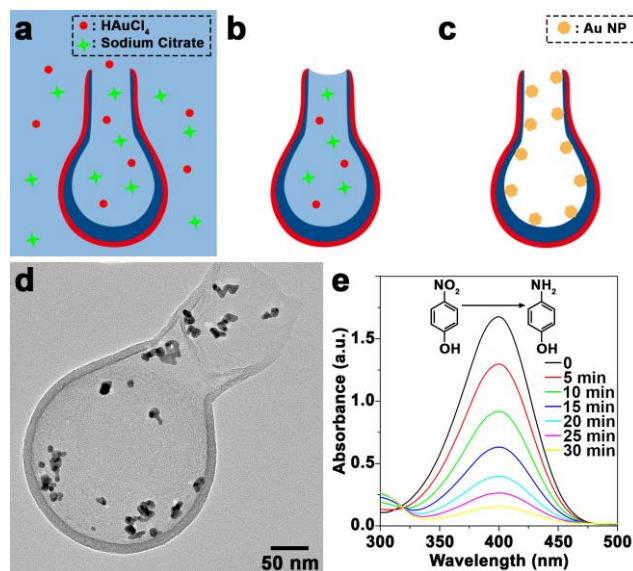 a
: HAuCl₄
: Sodium Citrate
b
c
: Au NP
d
50 nm
e
NO₂
NH₂
OH
OH
0
5 min
10 min
15 min
20 min
25 min
30 min
1.5
1.0
0.5
0.0
300
350
400
450
500
Absorbance (a.u.)
Wavelength (nm)